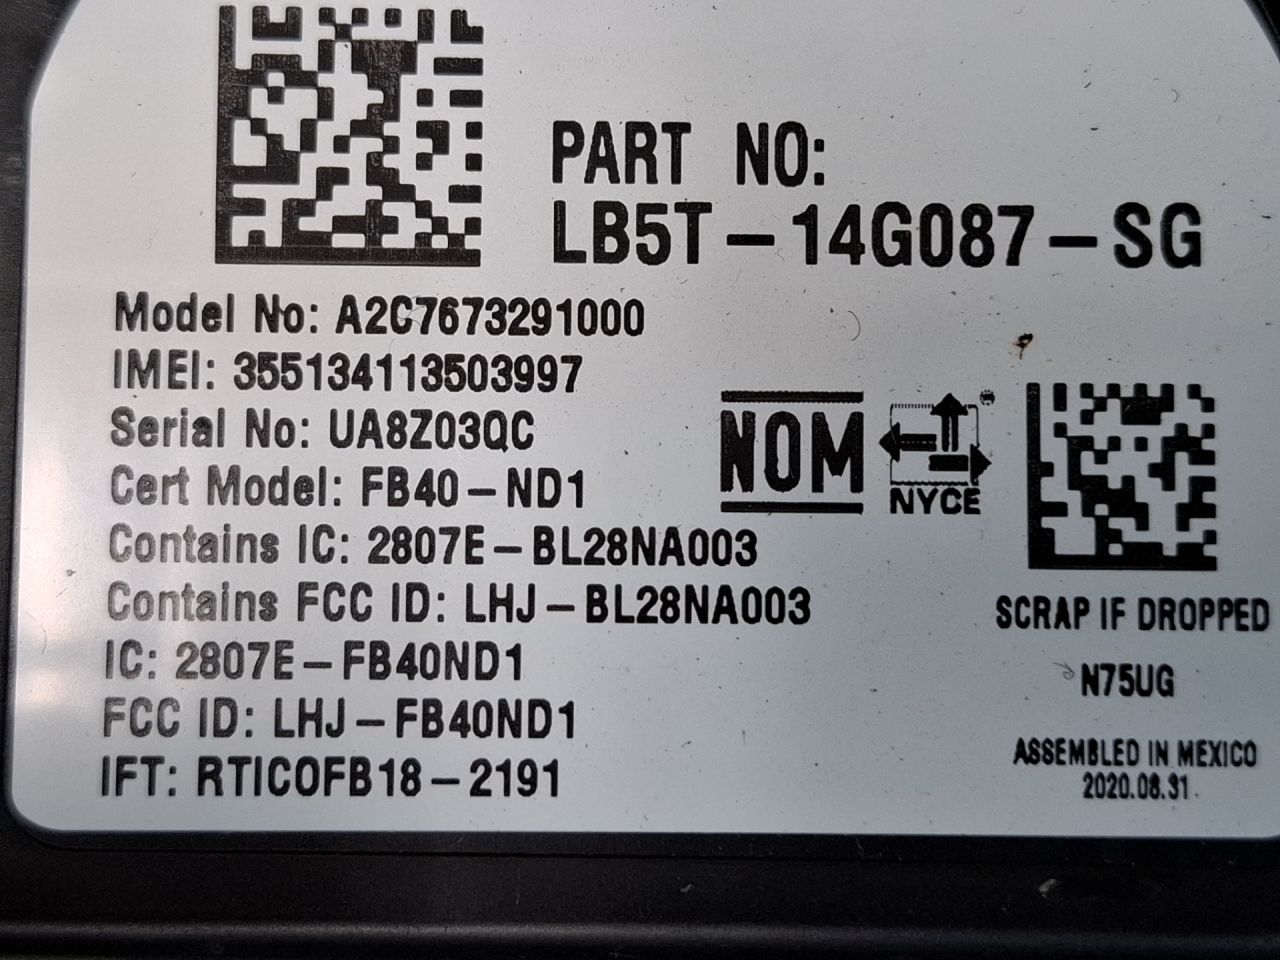 PART NO:
LB5T-14G087-SG
Model No: A2C7673291000
IMEI: 355134113503997
Serial No: UA8Z03QC
Cert Model: FB40-ND1
Contains IC: 2807E-BL28NA003
Contains FCC ID: LHJ-BL28NA003
IC: 2807E-FB40ND1
FCC ID: LHJ-FB40ND1
IFT: RTICOFB18-2191
NOM
NYCE
SCRAP IF DROPPED
N75UG
ASSEMBLED IN MEXICO
2020.08.31